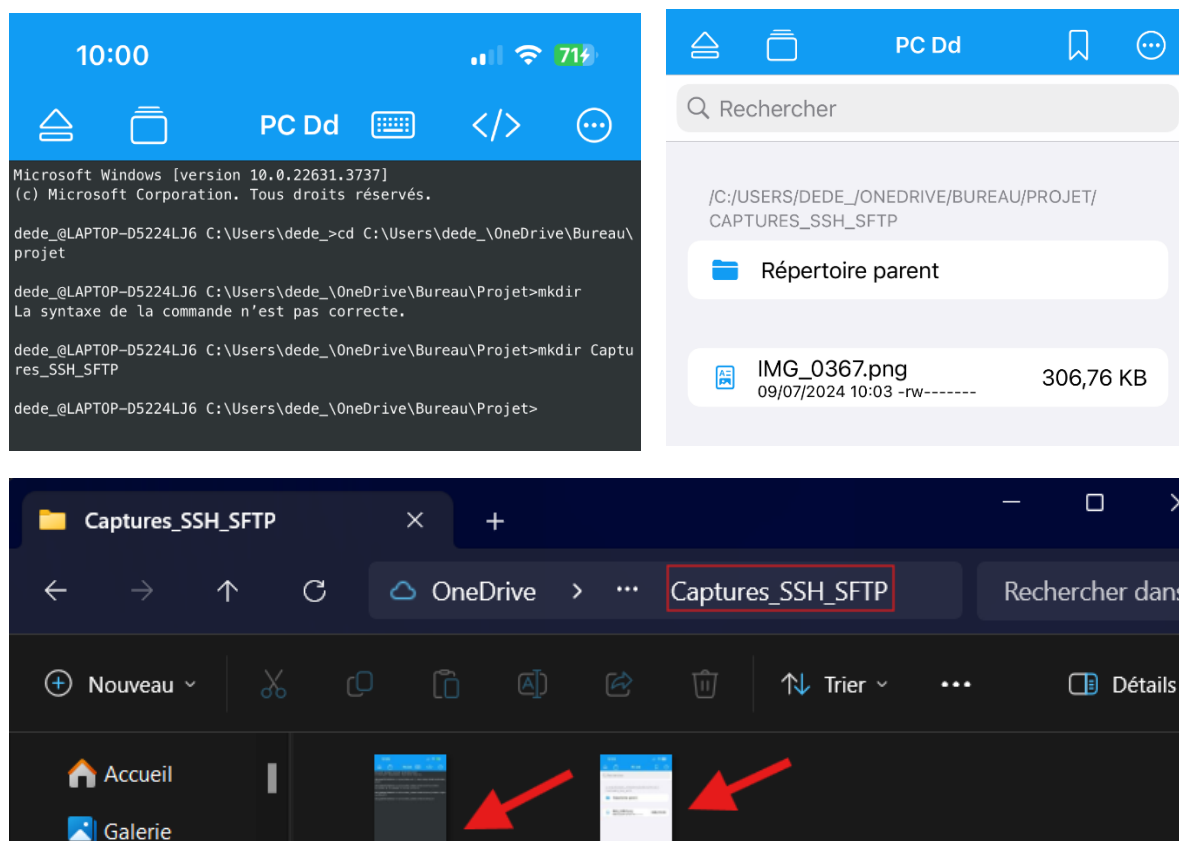 10:00
71
PC Dd
</>
Microsoft Windows [version 10.0.22631.3737]
(c) Microsoft Corporation. Tous droits réservés.
dede_@LAPTOP-D5224LJ6 C:\Users\dede_>cd C:\Users\dede_\OneDrive\Bureau\
projet
dede_@LAPTOP-D5224LJ6 C:\Users\dede_\OneDrive\Bureau\Projet>mkdir
La syntaxe de la commande n’est pas correcte.
dede_@LAPTOP-D5224LJ6 C:\Users\dede_\OneDrive\Bureau\Projet>mkdir Captu
res_SSH_SFTP
dede_@LAPTOP-D5224LJ6 C:\Users\dede_\OneDrive\Bureau\Projet>
PC Dd
Rechercher
/C:/USERS/DEDE_/ONEDRIVE/BUREAU/PROJET/
CAPTURES_SSH_SFTP
Répertoire parent
IMG_0367.png
09/07/2024 10:03 -rw-------
306,76 KB
Captures_SSH_SFTP
OneDrive > ... Captures_SSH_SFTP
Rechercher dans
Nouveau
Trier
Détails
Accueil
Galerie